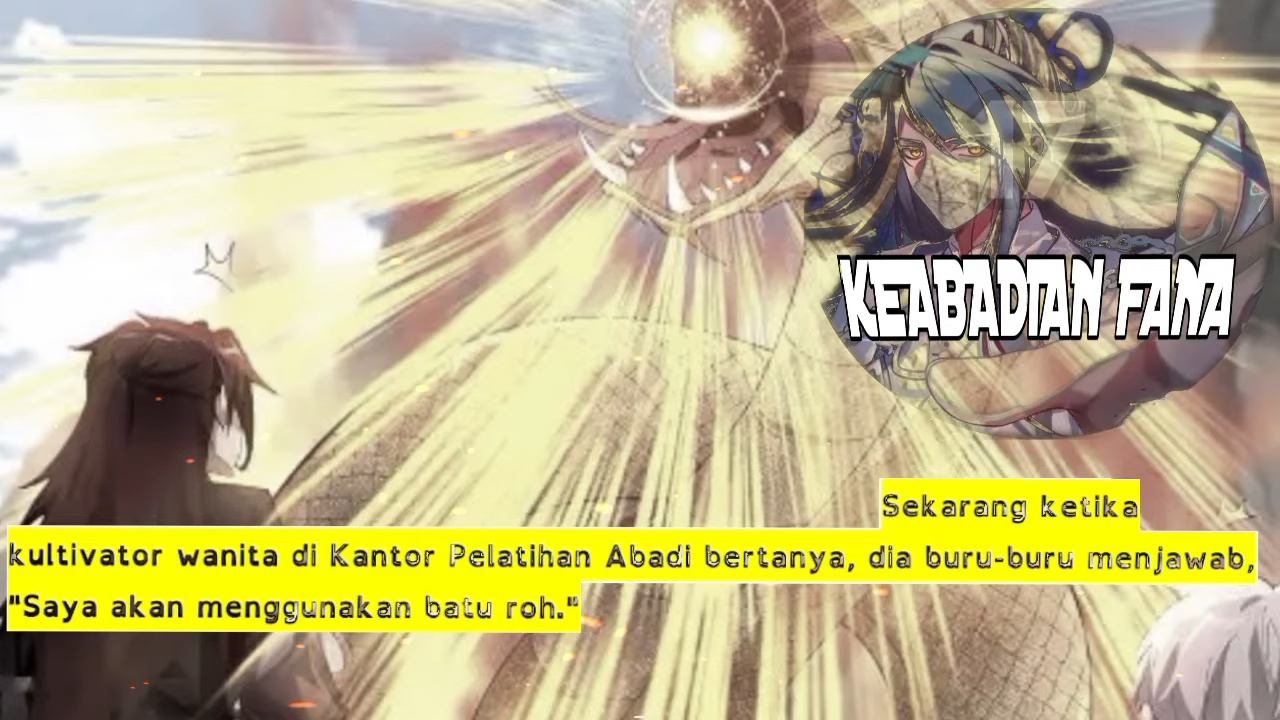 KEABADIAN FANA
Sekarang ketika
kultivator wanita di Kantor Pelatihan Abadi bertanya, dia buru-buru menjawab,
"Saya akan menggunakan batu roh."